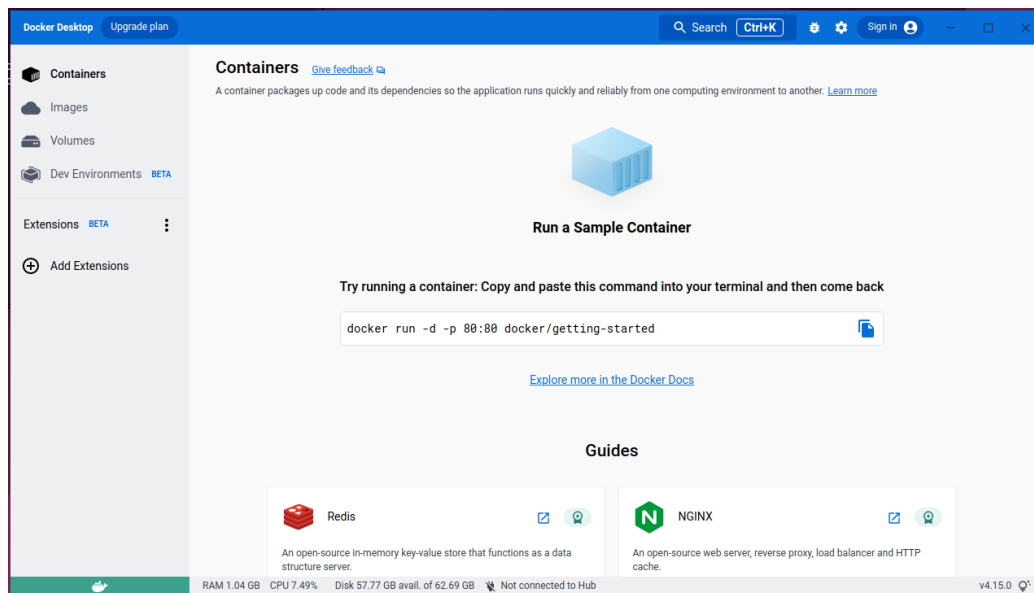 Docker Desktop Upgrade plan Search Ctrl+K Sign in
Containers
Images
Volumes
Dev Environments BETA
Extensions BETA
Add Extensions
Containers Give feedback
A container packages up code and its dependencies so the application runs quickly and reliably from one computing environment to another. Learn more
Run a Sample Container
Try running a container: Copy and paste this command into your terminal and then come back
docker run -d -p 80:80 docker/getting-started
Explore more in the Docker Docs
Guides
Redis
An open-source in-memory key-value store that functions as a data
structure server.
N NGINX
An open-source web server, reverse proxy, load balancer and HTTP
cache.
RAM 1.04 GB CPU 7.49% Disk 57.77 GB avail. of 62.69 GB Not connected to Hub v4.15.0